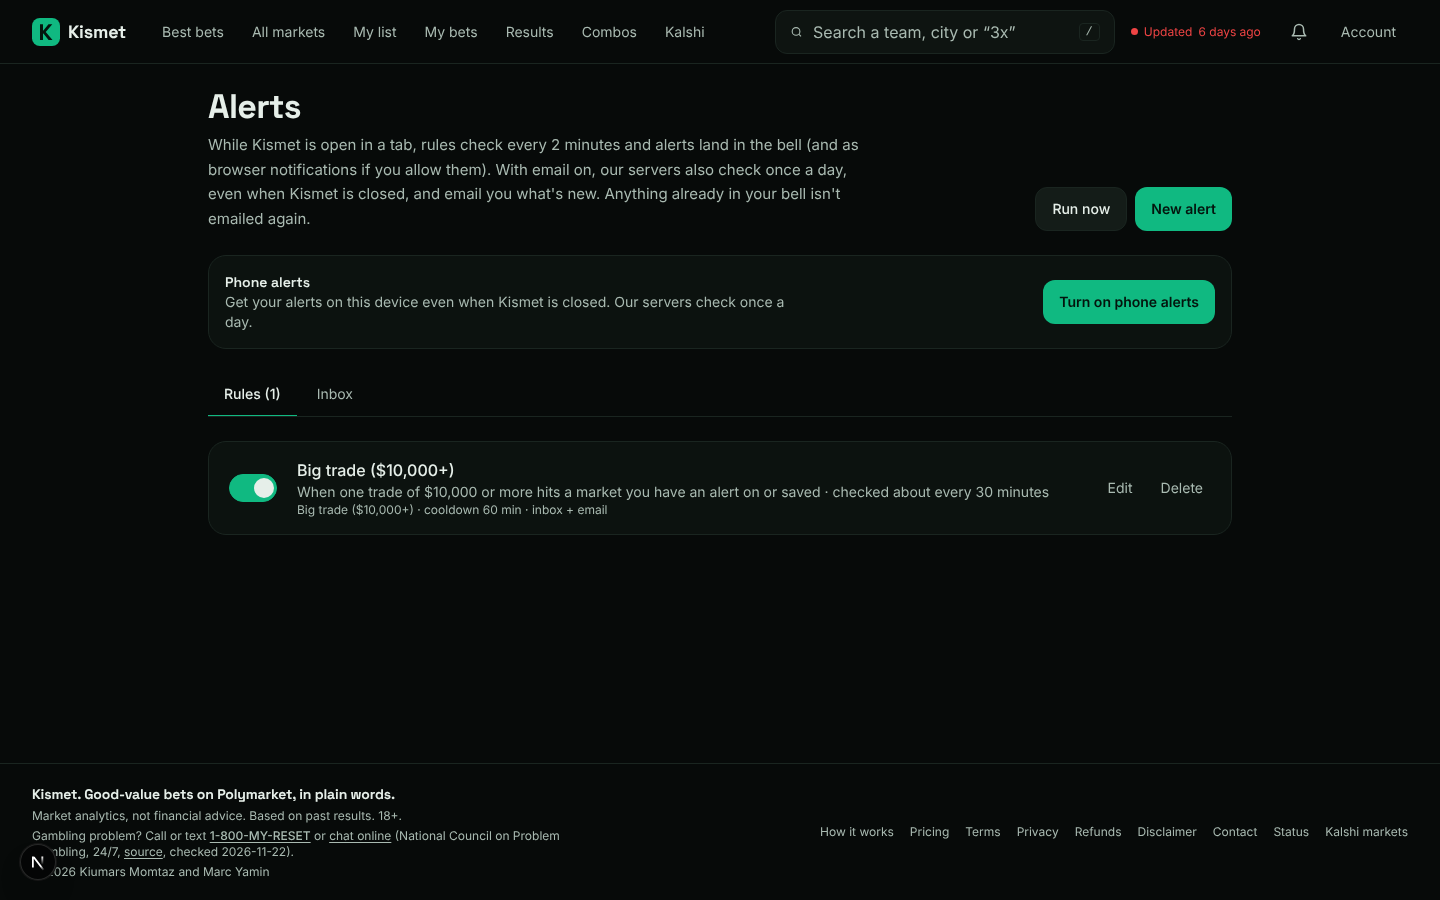 Kismet
Best bets
All markets
My list
My bets
Results
Combos
Kalshi
Search a team, city or “3x”
/
Updated 6 days ago
Account
Alerts
While Kismet is open in a tab, rules check every 2 minutes and alerts land in the bell (and as
browser notifications if you allow them). With email on, our servers also check once a day,
even when Kismet is closed, and email you what's new. Anything already in your bell isn't
emailed again.
Run now
New alert
Phone alerts
Get your alerts on this device even when Kismet is closed. Our servers check once a
day.
Turn on phone alerts
Rules (1)
Inbox
Big trade ($10,000+)
When one trade of $10,000 or more hits a market you have an alert on or saved · checked about every 30 minutes
Big trade ($10,000+) · cooldown 60 min · inbox + email
Edit
Delete
Kismet. Good-value bets on Polymarket, in plain words.
Market analytics, not financial advice. Based on past results. 18+.
Gambling problem? Call or text 1-800-MY-RESET or chat online (National Council on Problem
mbling, 24/7, source, checked 2026-11-22).
026 Kiumars Momtaz and Marc Yamin
How it works
Pricing
Terms
Privacy
Refunds
Disclaimer
Contact
Status
Kalshi markets